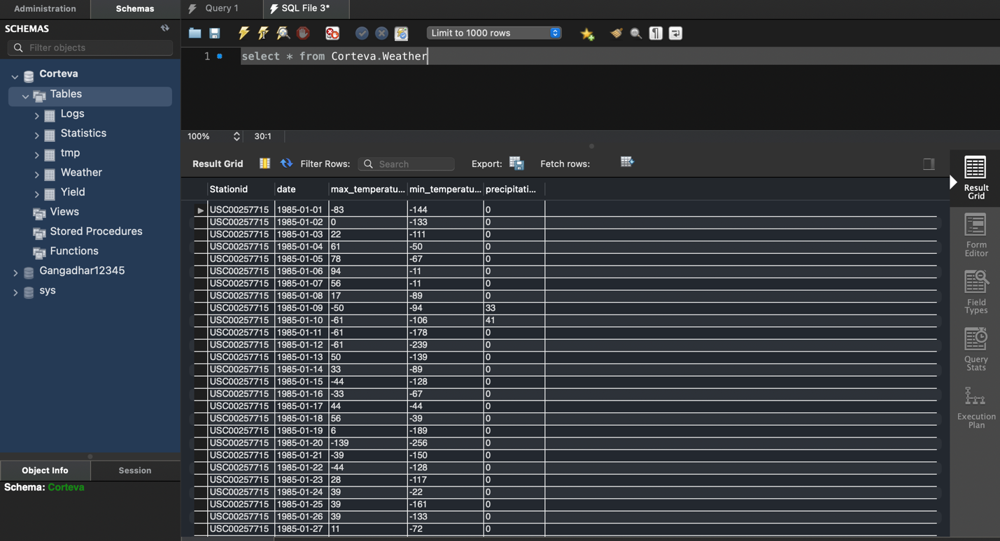 Administration Schemas Query 1 SQL File 3*
SCHEMAS
Filter objects
Limit to 1000 rows
1 select * from Corteva.Weather
Corteva
Tables
Logs
Statistics
tmp
Weather
Yield
Views
Stored Procedures
Functions
Gangadhar12345
sys
Object Info Session
Schema: Corteva
100% 30:1
Result Grid Filter Rows: Search Export: Fetch rows:
Stationid date max_temperatu... min_temperatu... precipitati...
USC00257715 1985-01-01 -83 -144 0
USC00257715 1985-01-02 0 -133 0
USC00257715 1985-01-03 22 -111 0
USC00257715 1985-01-04 61 -50 0
USC00257715 1985-01-05 78 -67 0
USC00257715 1985-01-06 94 -11 0
USC00257715 1985-01-07 56 -11 0
USC00257715 1985-01-08 17 -89 0
USC00257715 1985-01-09 -50 -94 33
USC00257715 1985-01-10 -61 -106 41
USC00257715 1985-01-11 -61 -178 0
USC00257715 1985-01-12 -61 -239 0
USC00257715 1985-01-13 50 -139 0
USC00257715 1985-01-14 33 -89 0
USC00257715 1985-01-15 -44 -128 0
USC00257715 1985-01-16 -33 -67 0
USC00257715 1985-01-17 44 -44 0
USC00257715 1985-01-18 56 -39 0
USC00257715 1985-01-19 6 -189 0
USC00257715 1985-01-20 -139 -256 0
USC00257715 1985-01-21 -39 -150 0
USC00257715 1985-01-22 -44 -128 0
USC00257715 1985-01-23 28 -117 0
USC00257715 1985-01-24 39 -22 0
USC00257715 1985-01-25 39 -161 0
USC00257715 1985-01-26 39 -133 0
USC00257715 1985-01-27 11 -72 0
Result
Grid
Form
Editor
Field
Types
Query
Stats
Execution
Plan